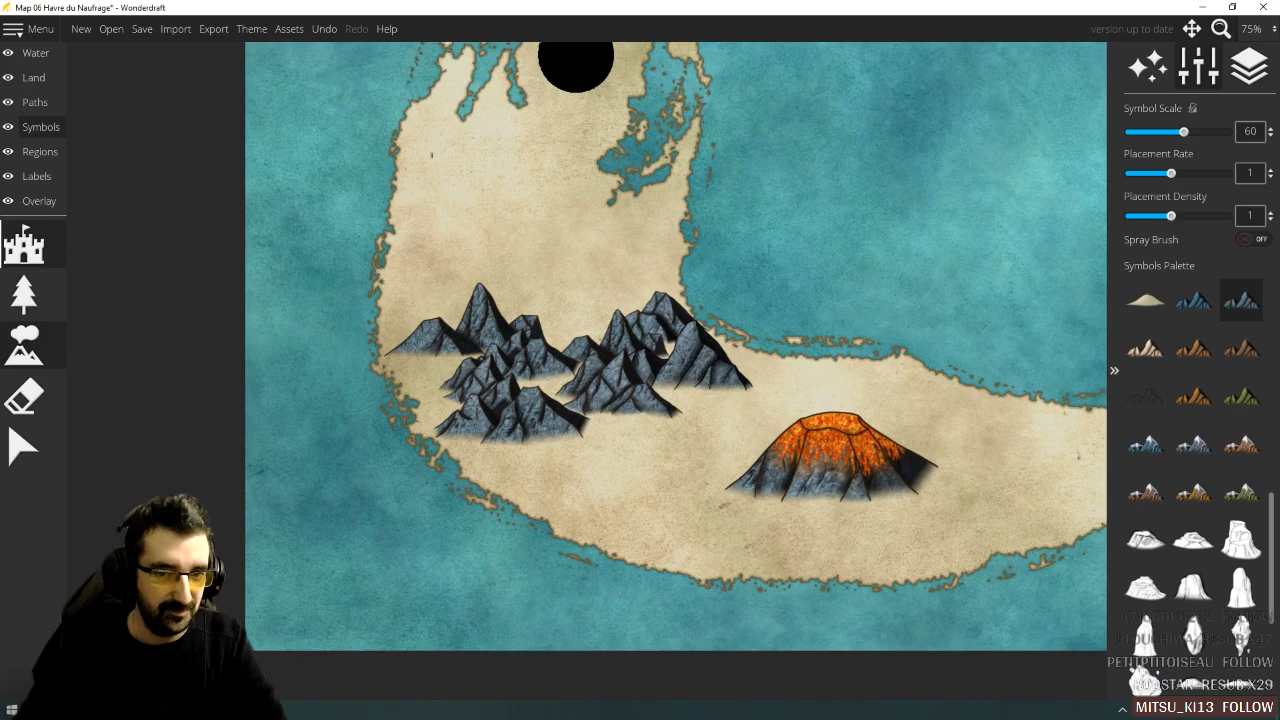 Map 06 Havre du Naufrage* - Wonderdraft
Menu New Open Save Import Export Theme Assets Undo Redo Help version up to date 75%
Water
Land
Paths
Symbols
Regions
Labels
Overlay
Symbol Scale
60
Placement Rate
1
Placement Density
1
Spray Brush OFF
Symbols Palette
PETITPTITOISEAU FOLLOW
RESUB X29
MITSU_KI13 FOLLOW